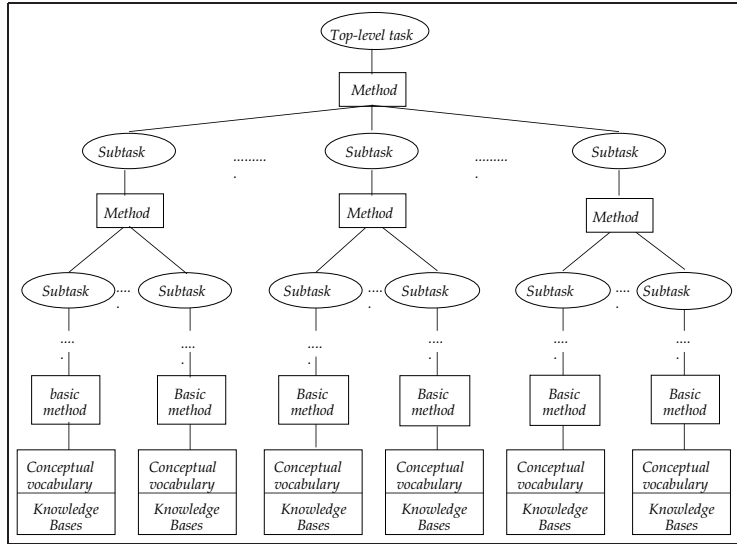 Top-level task
Method
Subtask ......... . Subtask ......... . Subtask
Method Method Method
Subtask .... . Subtask Subtask .... . Subtask Subtask .... . Subtask
.... . .... . .... . .... . .... . .... .
basic method Basic method Basic method Basic method Basic method Basic method
Conceptual vocabulary Conceptual vocabulary Conceptual vocabulary Conceptual vocabulary Conceptual vocabulary Conceptual vocabulary
Knowledge Bases Knowledge Bases Knowledge Bases Knowledge Bases Knowledge Bases Knowledge Bases